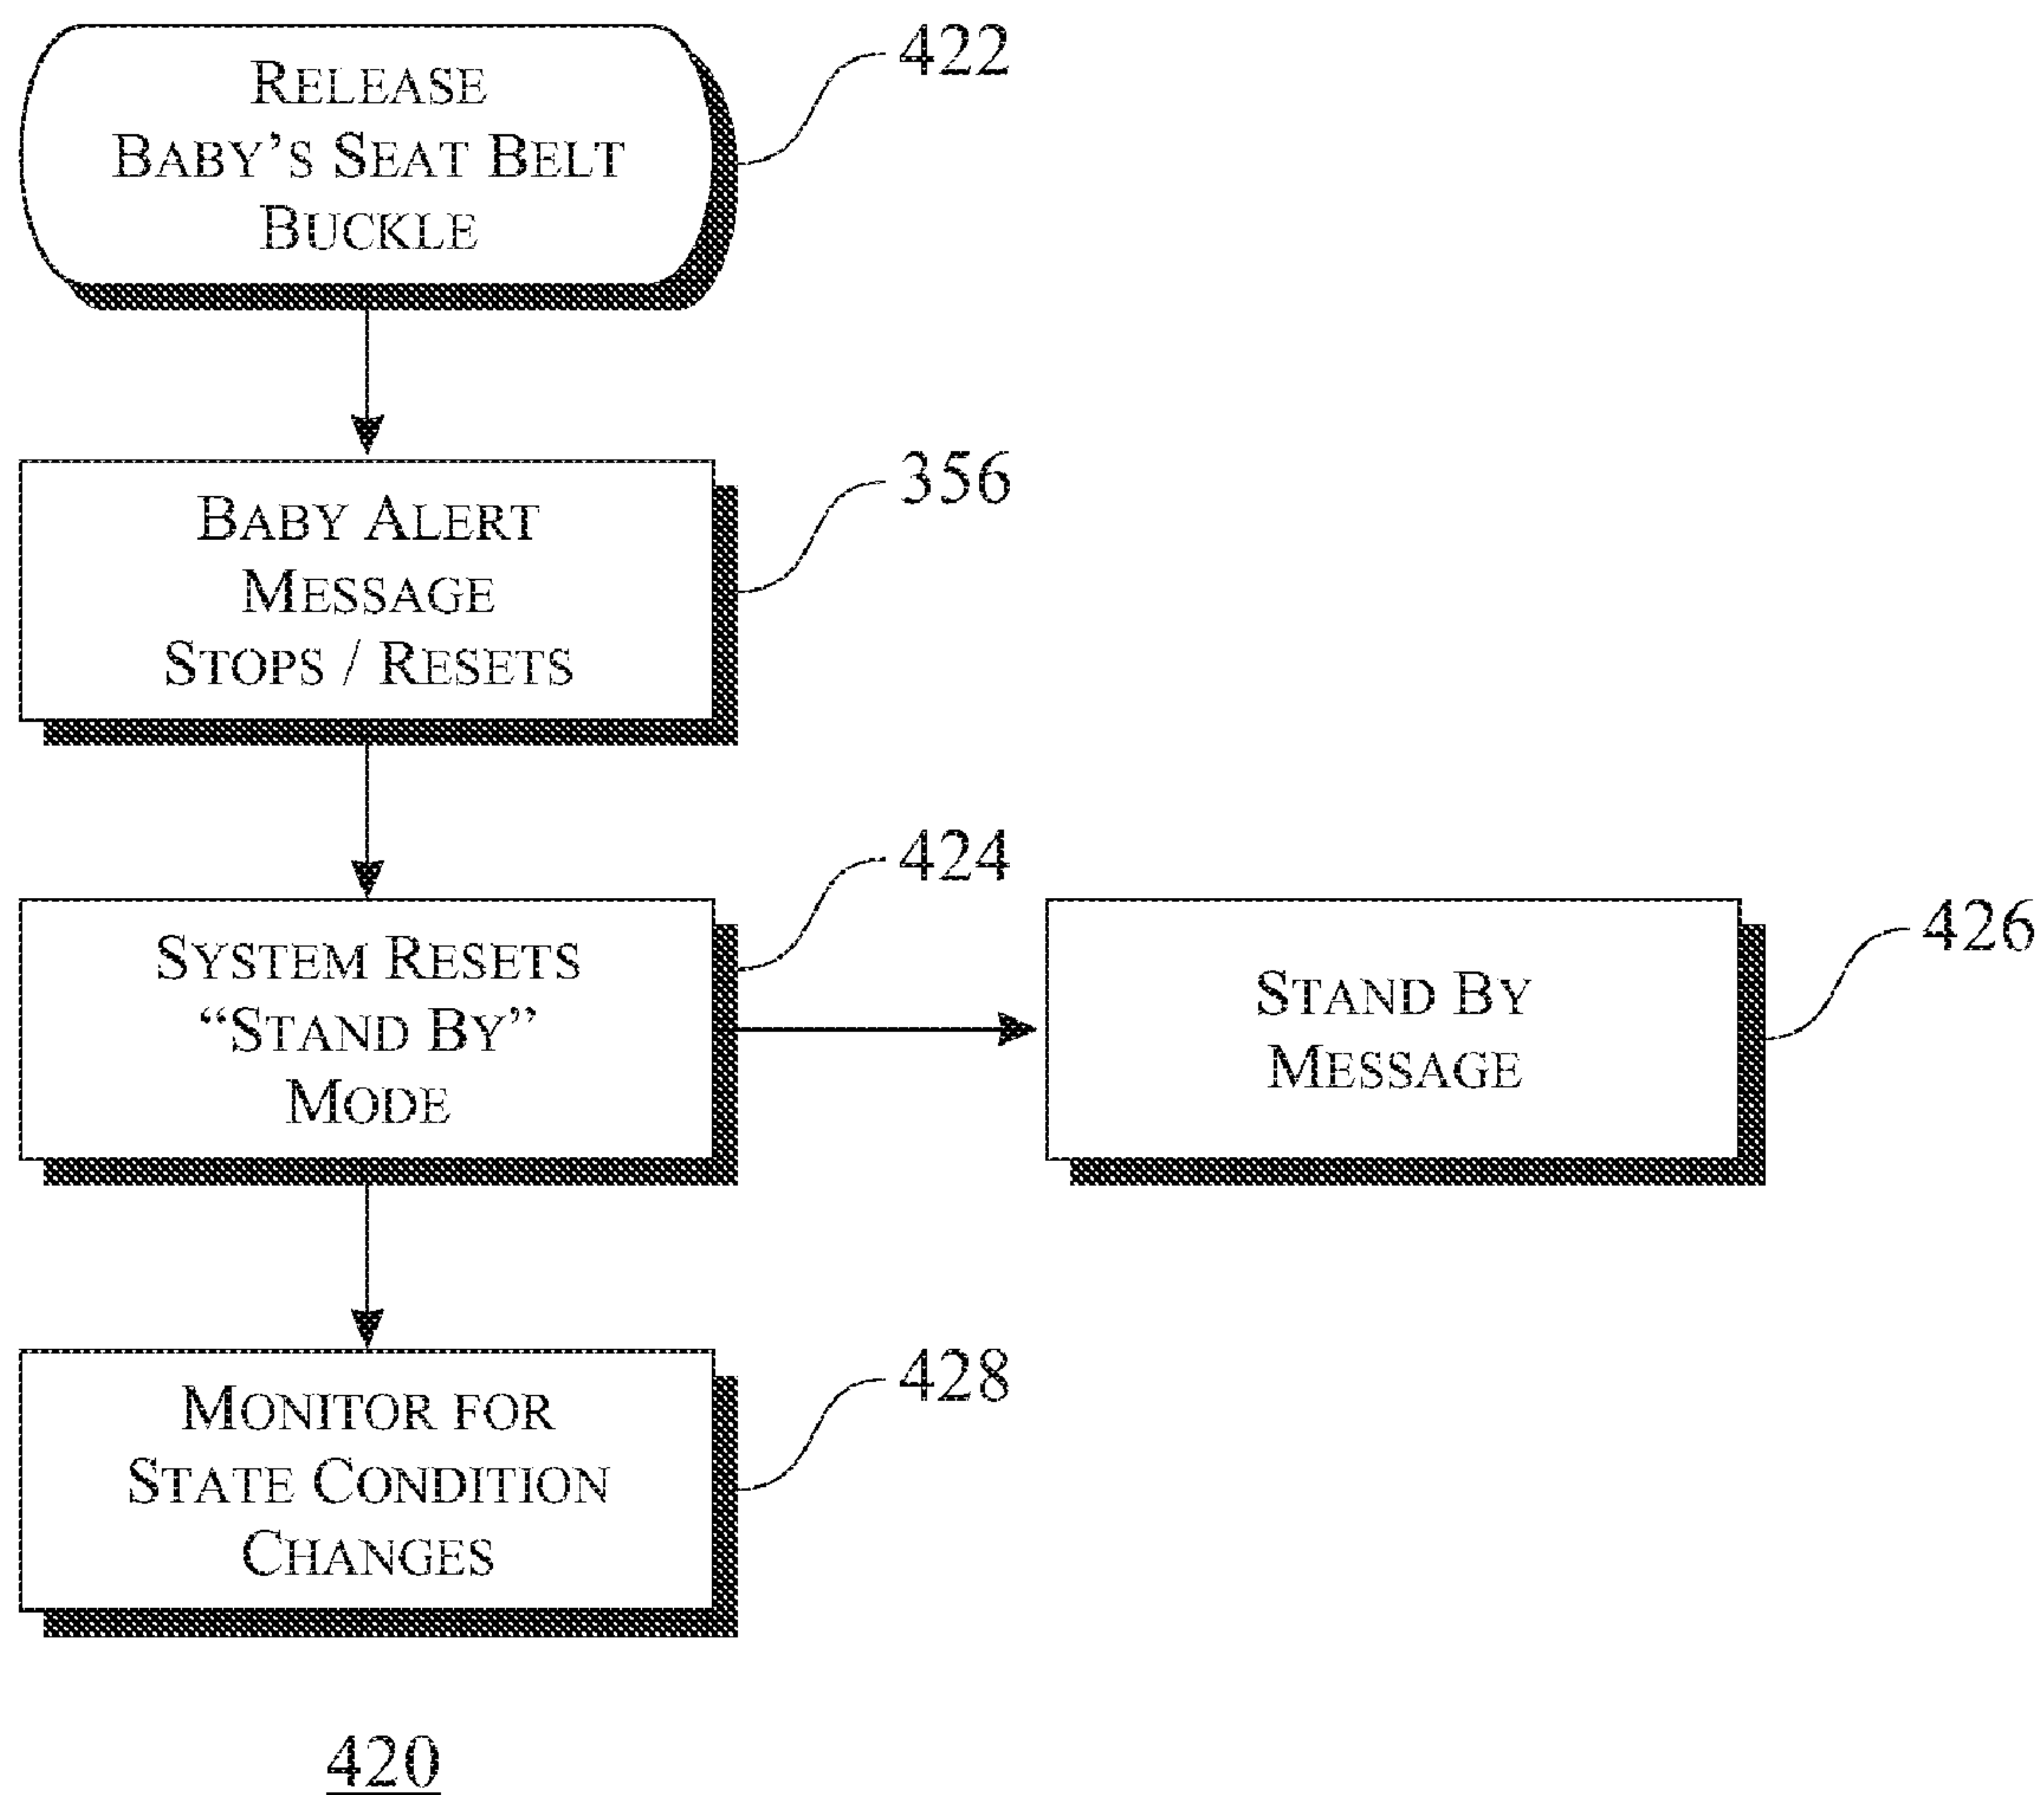 RELEASE
BABY'S SEAT BELT
BUCKLE
422
BABY ALERT
MESSAGE
STOPS / RESETS
356
SYSTEM RESETS
“STAND BY”
MODE
424
STAND BY
MESSAGE
426
MONITOR FOR
STATE CONDITION
CHANGES
428
420